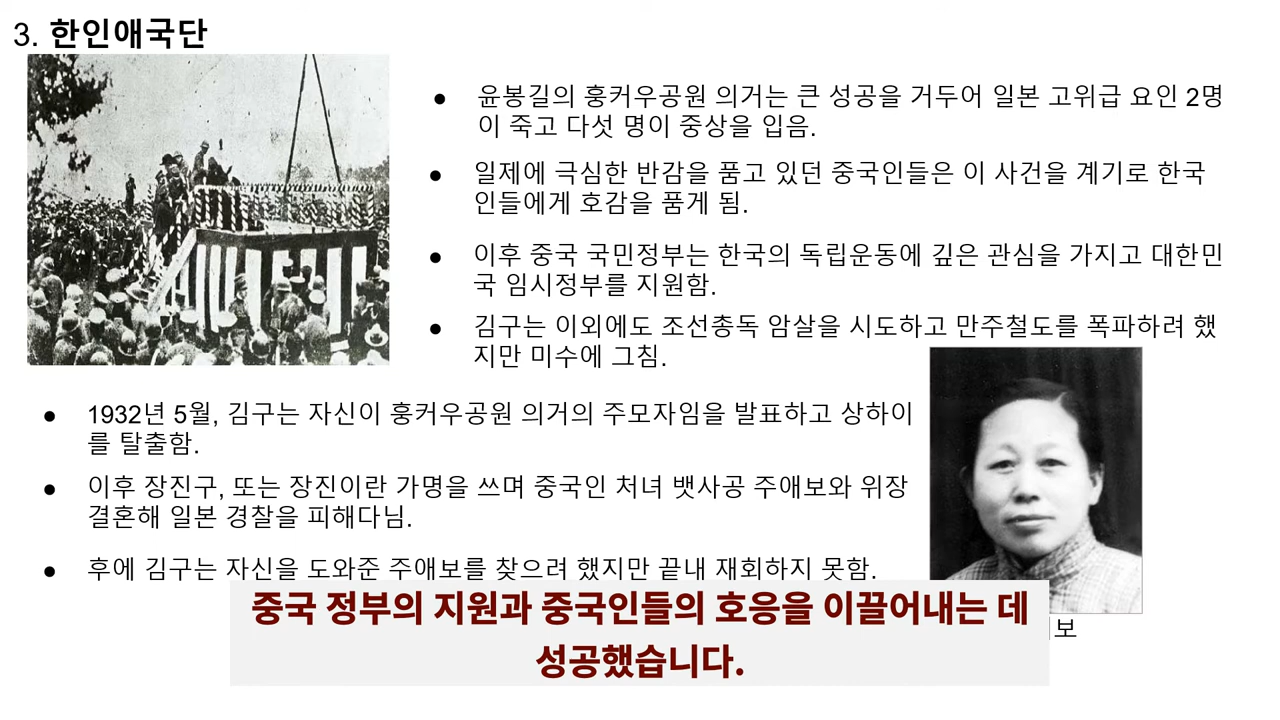 3. 한인애국단
윤봉길의 훙커우공원 의거는 큰 성공을 거두어 일본 고위급 요인 2명
이 죽고 다섯 명이 중상을 입음.
일제에 극심한 반감을 품고 있던 중국인들은 이 사건을 계기로 한국
인들에게 호감을 품게 됨.
이후 중국 국민정부는 한국의 독립운동에 깊은 관심을 가지고 대한민
국 임시정부를 지원함.
김구는 이외에도 조선총독 암살을 시도하고 만주철도를 폭파하려 했
지만 미수에 그침.
1932년 5월, 김구는 자신이 훙커우공원 의거의 주모자임을 발표하고 상하이
를 탈출함.
이후 장진구, 또는 장진이란 가명을 쓰며 중국인 처녀 뱃사공 주애보와 위장
결혼해 일본 경찰을 피해다님.
후에 김구는 자신을 도와준 주애보를 찾으려 했지만 끝내 재회하지 못함.
보
중국 정부의 지원과 중국인들의 호응을 이끌어내는 데
성공했습니다.